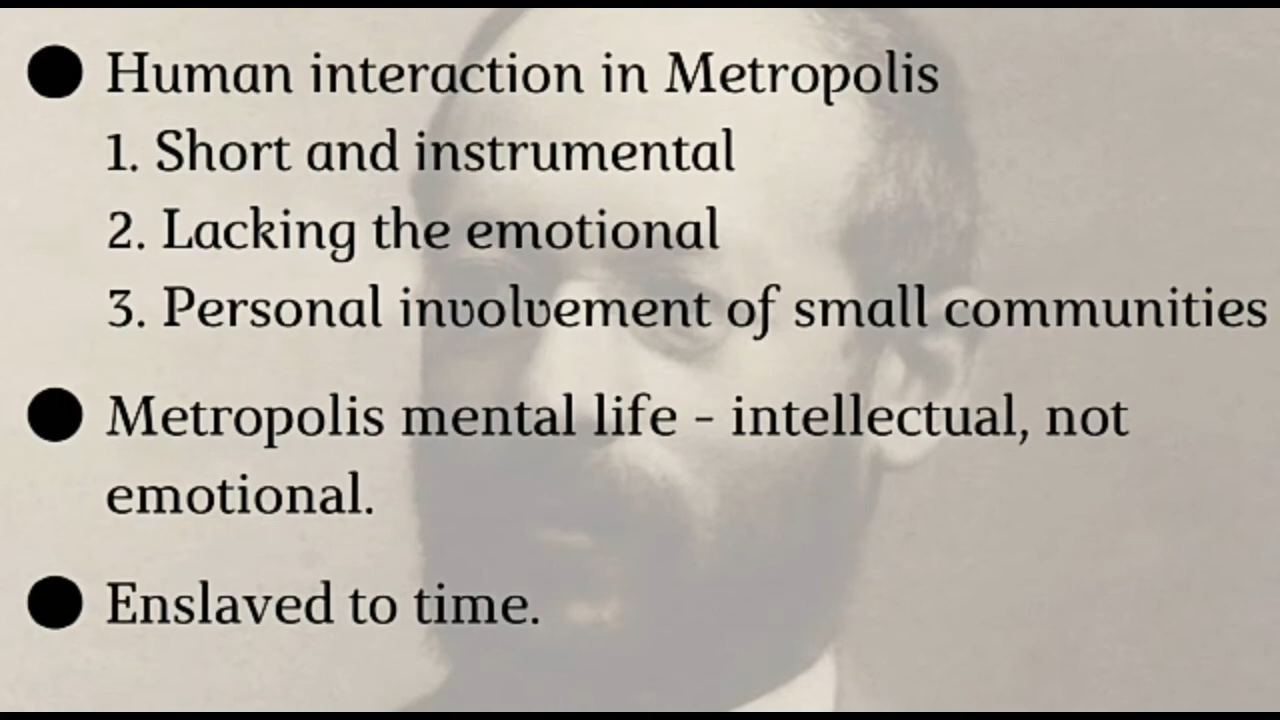 ● Human interaction in Metropolis
1. Short and instrumental
2. Lacking the emotional
3. Personal involvement of small communities
● Metropolis mental life - intellectual, not
emotional.
● Enslaved to time.